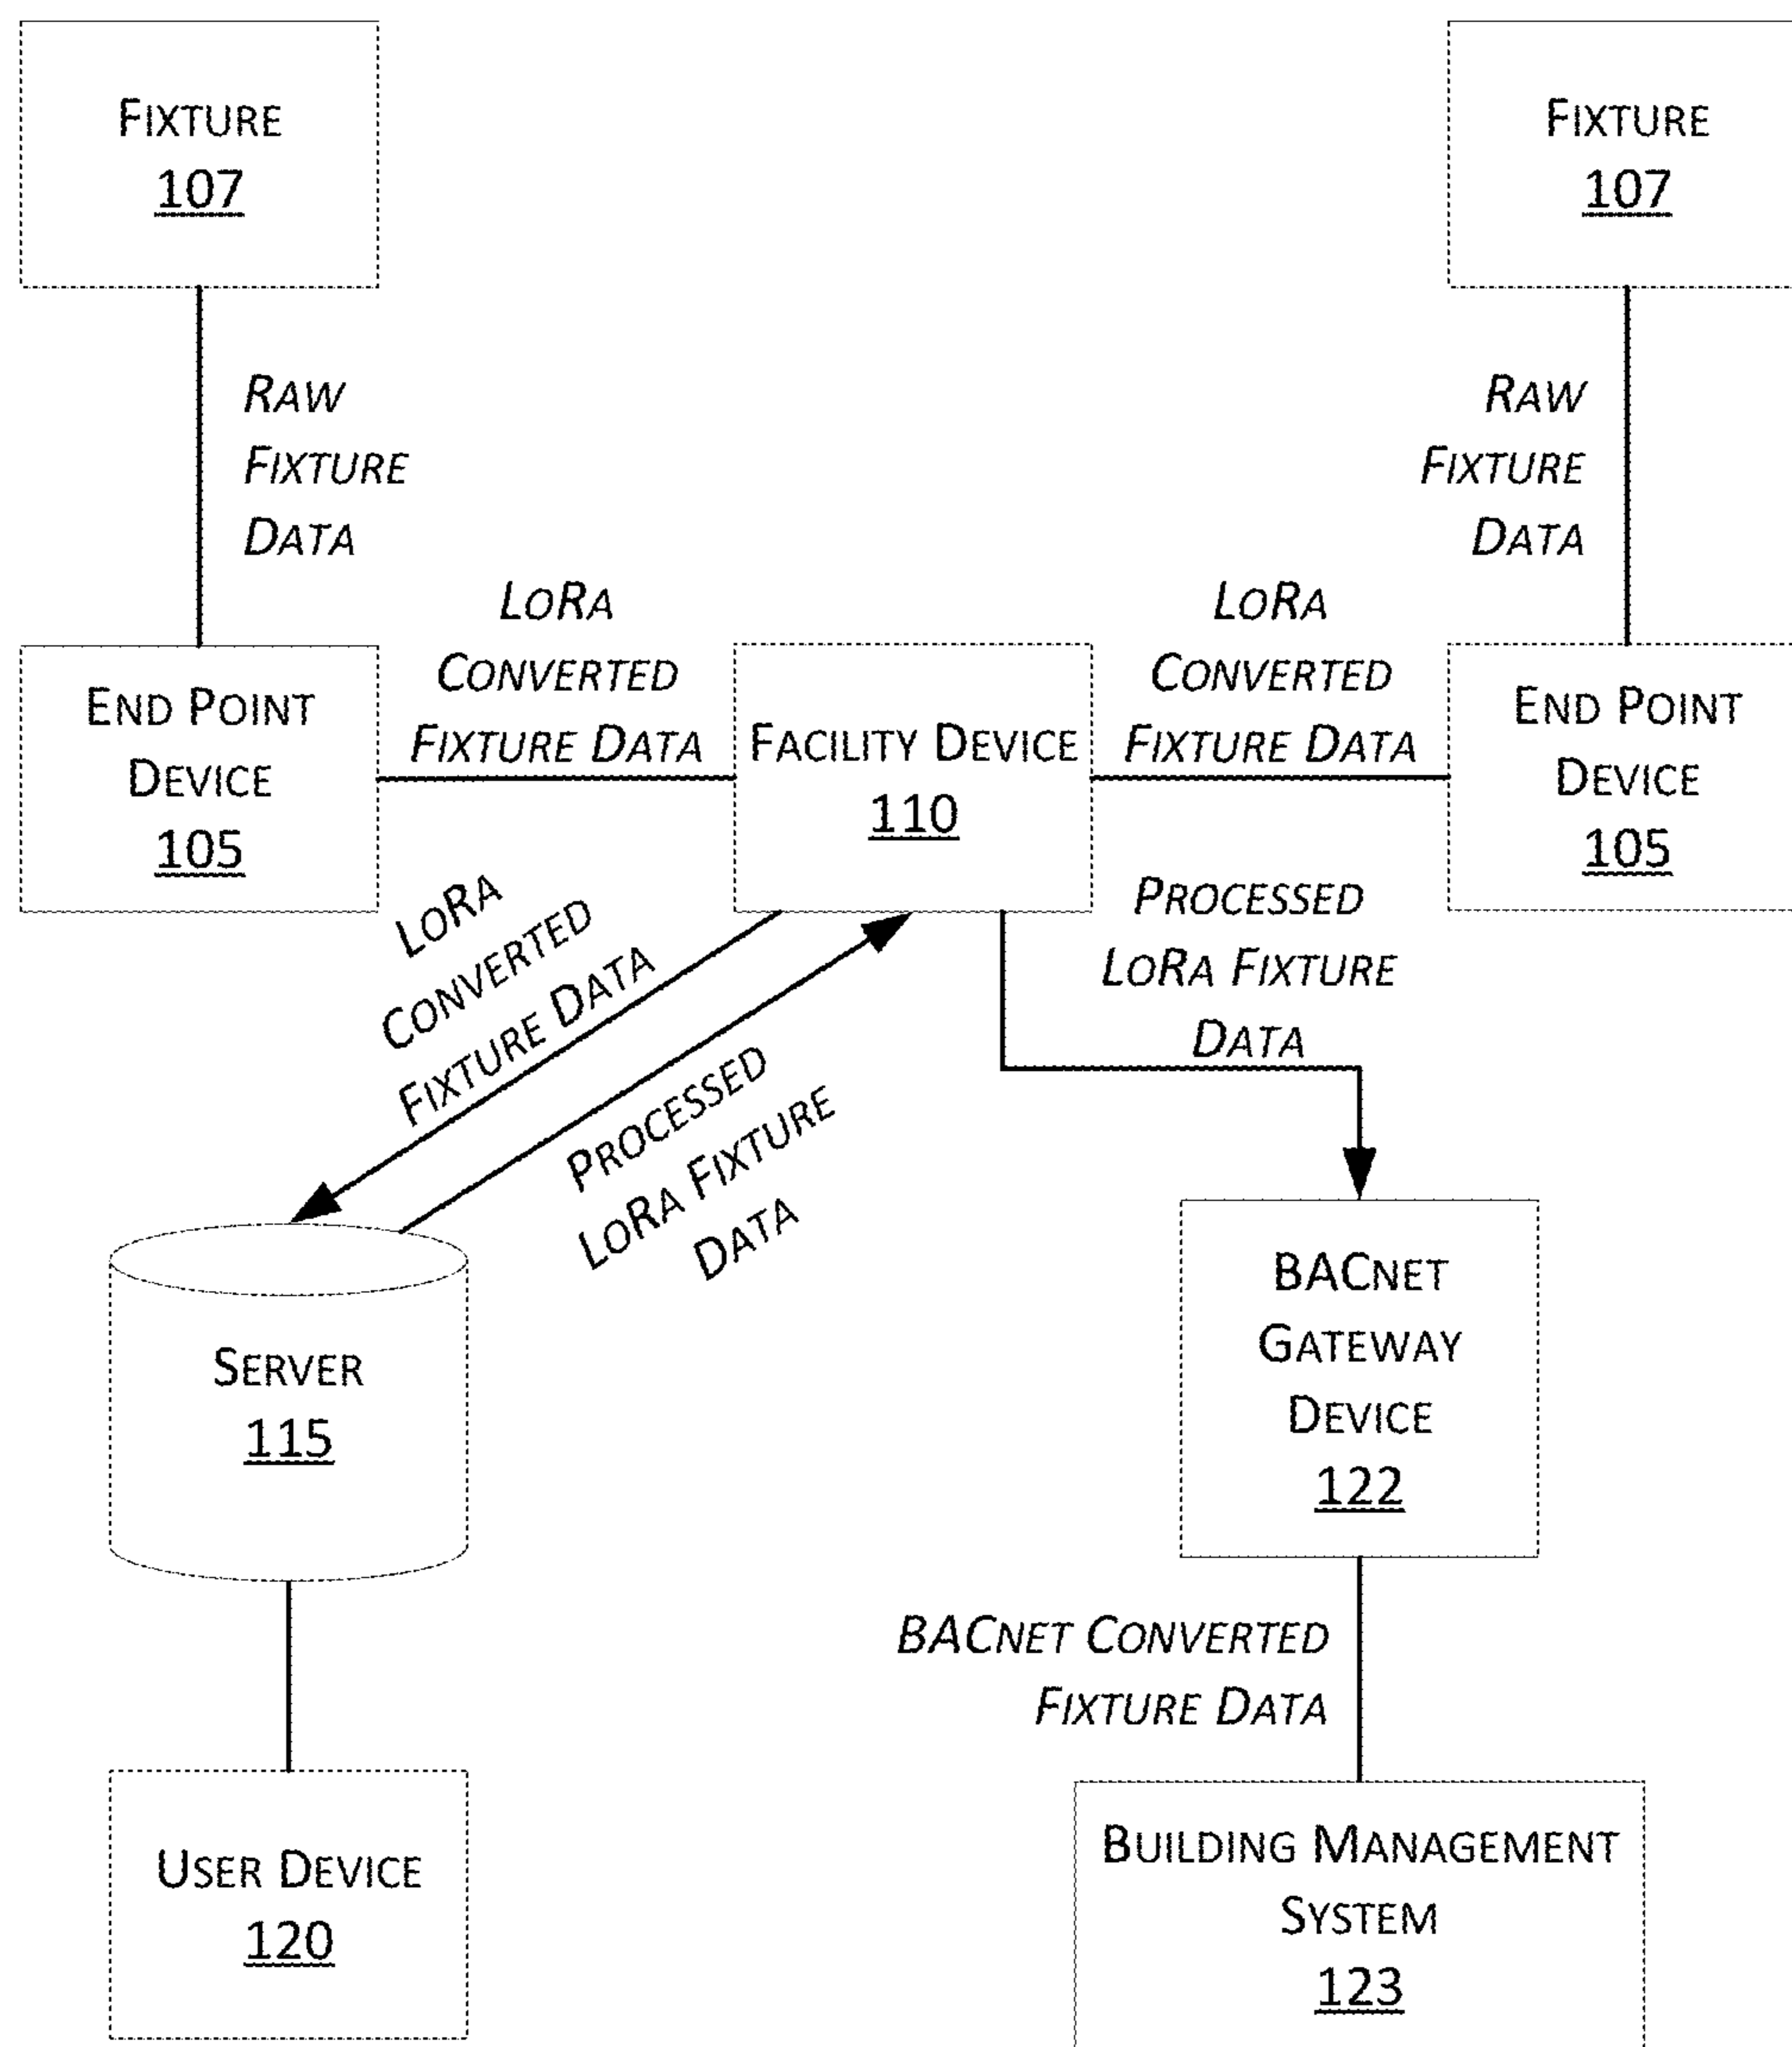 FIXTURE
107
FIXTURE
107
RAW
FIXTURE
DATA
RAW
FIXTURE
DATA
END POINT
DEVICE
105
LORA
CONVERTED
FIXTURE DATA
FACILITY DEVICE
110
LORA
CONVERTED
FIXTURE DATA
END POINT
DEVICE
105
LORA
CONVERTED
FIXTURE DATA
PROCESSED
LORA FIXTURE
DATA
PROCESSED
LORA FIXTURE
DATA
SERVER
115
BACNET
GATEWAY
DEVICE
122
BACNET CONVERTED
FIXTURE DATA
USER DEVICE
120
BUILDING MANAGEMENT
SYSTEM
123